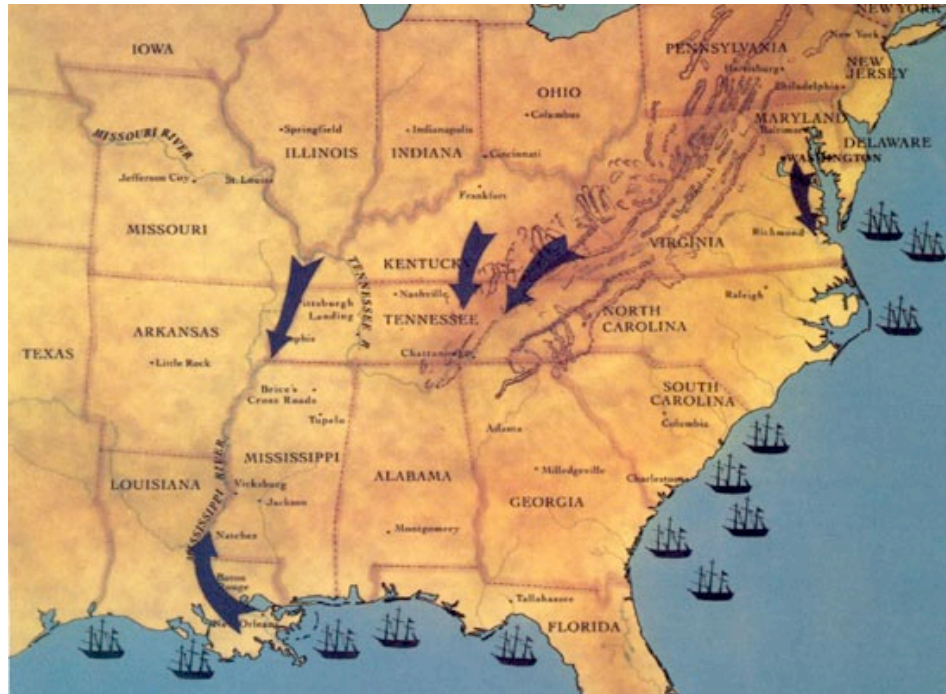 NEW YORK
IOWA
PENNSYLVANIA
New York
Harrisburg
NEW
JERSEY
OHIO
Philadelphia
Columbus
MARYLAND
Baltimore
MISSOURI RIVER
Springfield
Indianapolis
DELAWARE
ILLINOIS
INDIANA
Cincinnati
WASHINGTON
Jefferson City
St. Louis
Frankfort
MISSOURI
Richmond
VIRGINIA
KENTUCKY
TENNESSEE R.
Nashville
Raleigh
Pittsburgh
Landing
NORTH
CAROLINA
ARKANSAS
TENNESSEE
TEXAS
Little Rock
Chattanooga
Brice's
Cross Roads
SOUTH
CAROLINA
Tupelo
Columbia
MISSISSIPPI
ALABAMA
Milledgeville
LOUISIANA
MISSISSIPPI RIVER
Vicksburg
Jackson
GEORGIA
Charleston
Montgomery
Natchez
Baton
Rouge
Tallahassee
New Orleans
FLORIDA